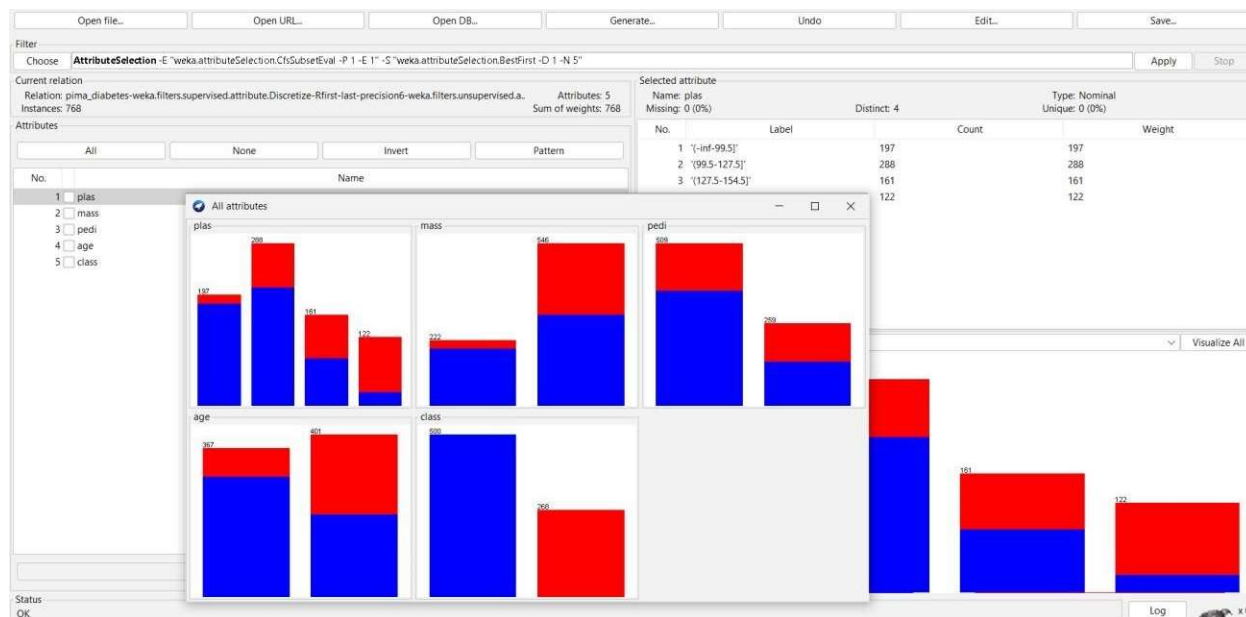 Open file... Open URL... Open DB... Generate... Undo Edit... Save...
Filter
Choose AttributeSelection -E "weka.attributeSelection.CfsSubsetEval -P 1 -E 1" -S "weka.attributeSelection.BestFirst -D 1 -N 5" Apply Stop
Current relation
Relation: pima_diabetes-weka.filters.supervised.attribute.Discretize-Rfirst-last-precision6-weka.filters.unsupervised.a.. Attributes: 5
Instances: 768 Sum of weights: 768
Attributes
All None Invert Pattern
No. Name
1 plas
2 mass
3 pedi
4 age
5 class
Selected attribute
Name: plas Type: Nominal
Missing: 0 (0%) Distinct: 4 Unique: 0 (0%)
No. Label Count Weight
1 '(-inf-99.5]' 197 197
2 '(99.5-127.5]' 288 288
3 '(127.5-154.5]' 161 161
122 122
Visualize All
161
122
All attributes
plas mass pedi
197 288 161 122
222 546
509 259
age class
367 401
500 268
Status
OK
Log
x